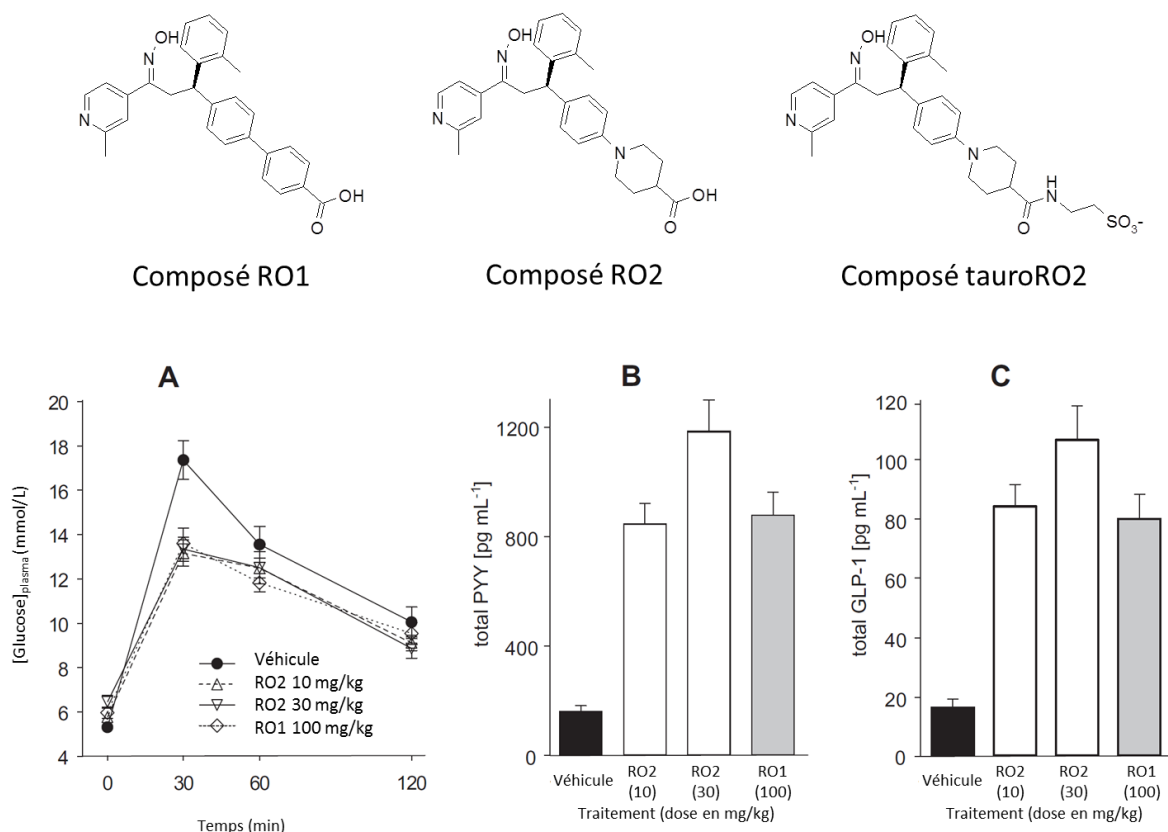 OH
N
N
OH
O
Composé RO1
OH
N
N
N
OH
O
Composé RO2
OH
N
N
N
H
N
O
SO₃-
Composé tauroRO2
A
[Glucose]plasma (mmol/L)
20
18
16
14
12
10
8
6
4
Véhicule
RO2 10 mg/kg
RO2 30 mg/kg
RO1 100 mg/kg
0 30 60 120
Temps (min)
B
total PYY [pg mL-1]
1200
800
400
0
Véhicule RO2 RO2 RO1
(10) (30) (100)
Traitement (dose en mg/kg)
C
total GLP-1 [pg mL-1]
120
100
80
60
40
20
0
Véhicule RO2 RO2 RO1
(10) (30) (100)
Traitement (dose en mg/kg)